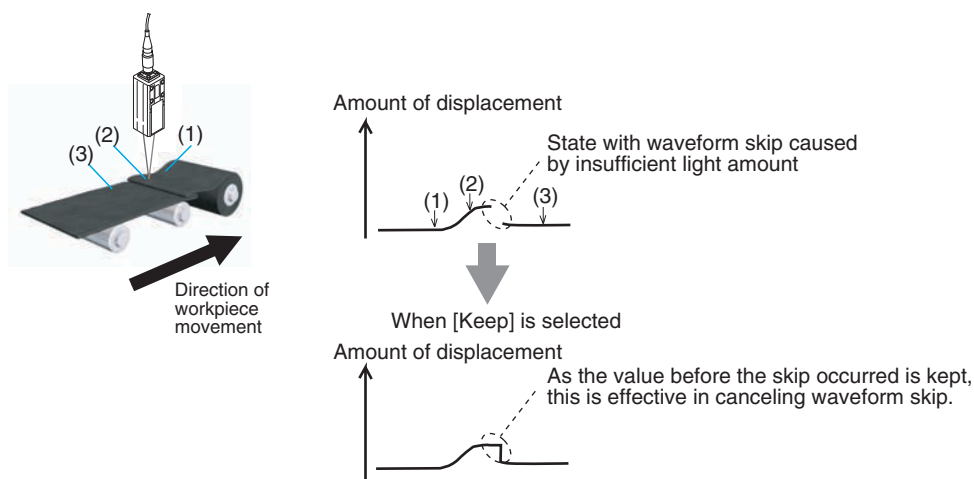 (1)
(2)
(3)
Direction of
workpiece
movement
Amount of displacement
State with waveform skip caused
by insufficient light amount
(1)
(2)
(3)
When [Keep] is selected
Amount of displacement
As the value before the skip occurred is kept,
this is effective in canceling waveform skip.